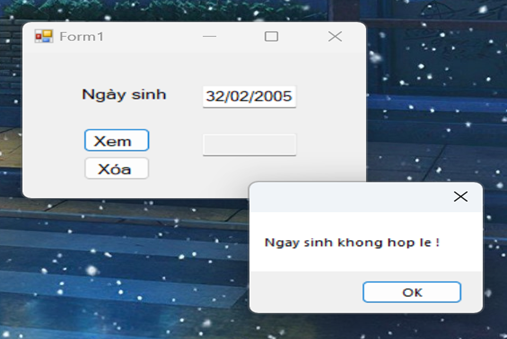 Form1
Ngày sinh 32/02/2005
Xem
Xóa
Ngay sinh khong hop le !
OK